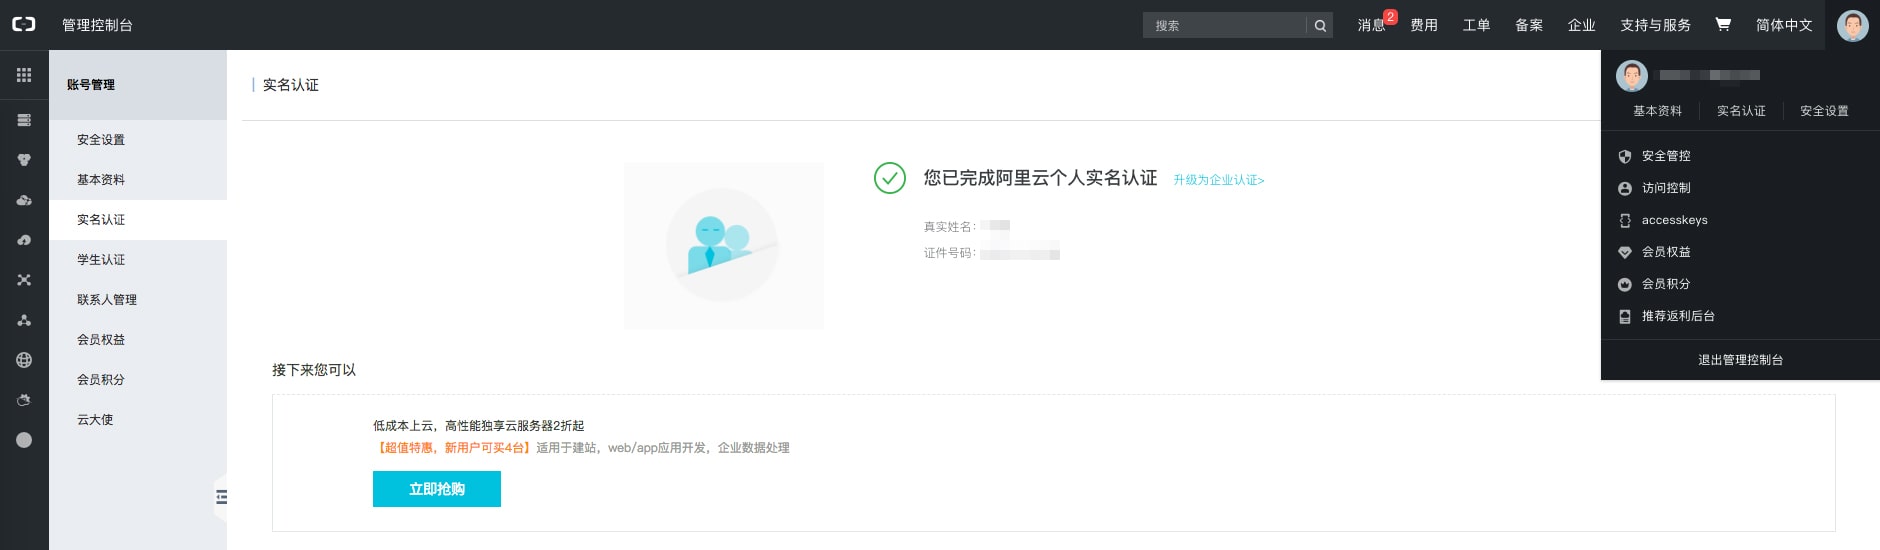 管理控制台
搜索
消息 2
费用
工单
备案
企业
支持与服务
简体中文
账号管理
安全设置
基本资料
实名认证
学生认证
联系人管理
会员权益
会员积分
云大使
实名认证
您已完成阿里云个人实名认证 升级为企业认证>
真实姓名：
证件号码：
接下来您可以
低成本上云，高性能独享云服务器2折起
【超值特惠，新用户可买4台】适用于建站，web/app应用开发，企业数据处理
立即抢购
基本资料 实名认证 安全设置
安全管控
访问控制
accesskeys
会员权益
会员积分
推荐返利后台
退出管理控制台